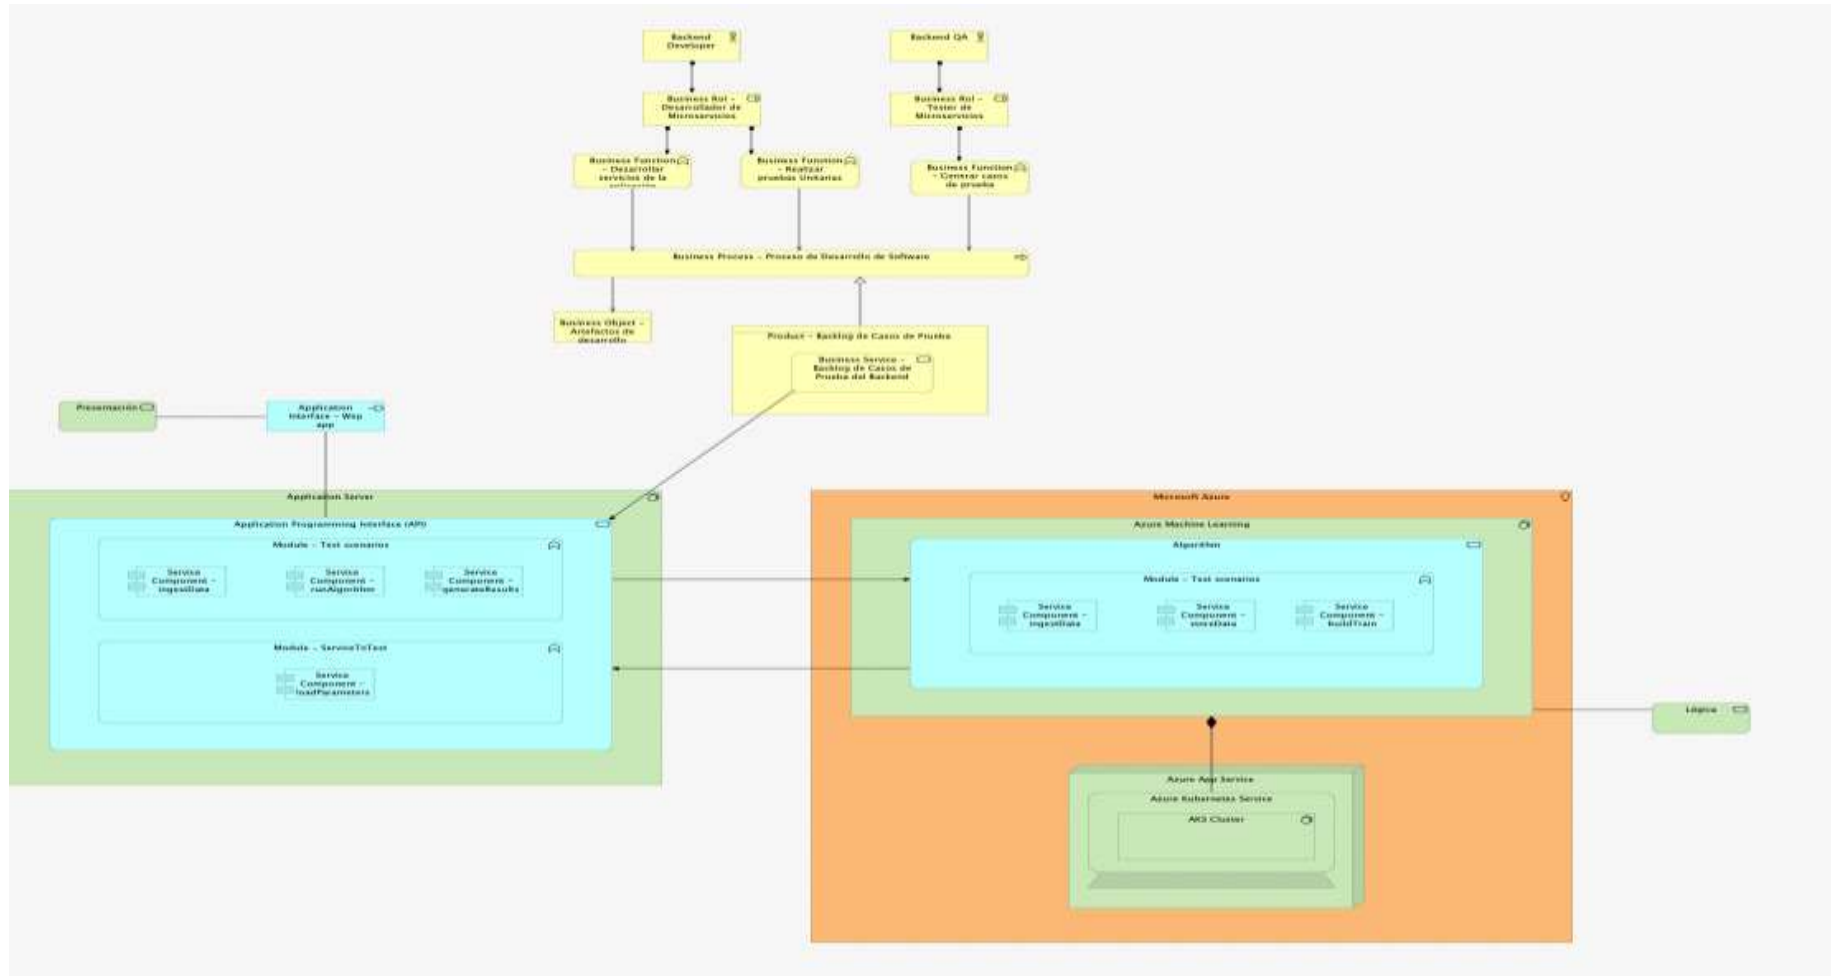 Backend
Developer
Backend QA
Business Rol –
Desarrollador de
Microservicios
Business Rol –
Tester de
Microservicios
Business Function
– Desarrollar
servicios de la
Business Function
– Realizar
pruebas Unitarias
Business Function
– Generar casos
de prueba
Business Process – Proceso de Desarrollo de Software
Business Object –
Artefactos de
desarrollo
Product – Backlog de Casos de Prueba
Business Service –
Backlog de Casos de
Prueba del Backend
Presentación
Application
Interface –
app
Application Server
Application Programming Interface (API)
Module – Test scenarios
Service
Component –
ingestData
Service
Component –
runAlgorithm
Service
Component –
generateResults
Module – ServiceToTest
Service
Component –
loadParameters
Microsoft Azure
Azure Machine Learning
Algorithm
Module – Test scenarios
Service
Component –
ingestData
Service
Component –
Service
Component –
buildTrain
Lógica
Azure App Service
Azure Kubernetes Service
AKS Cluster